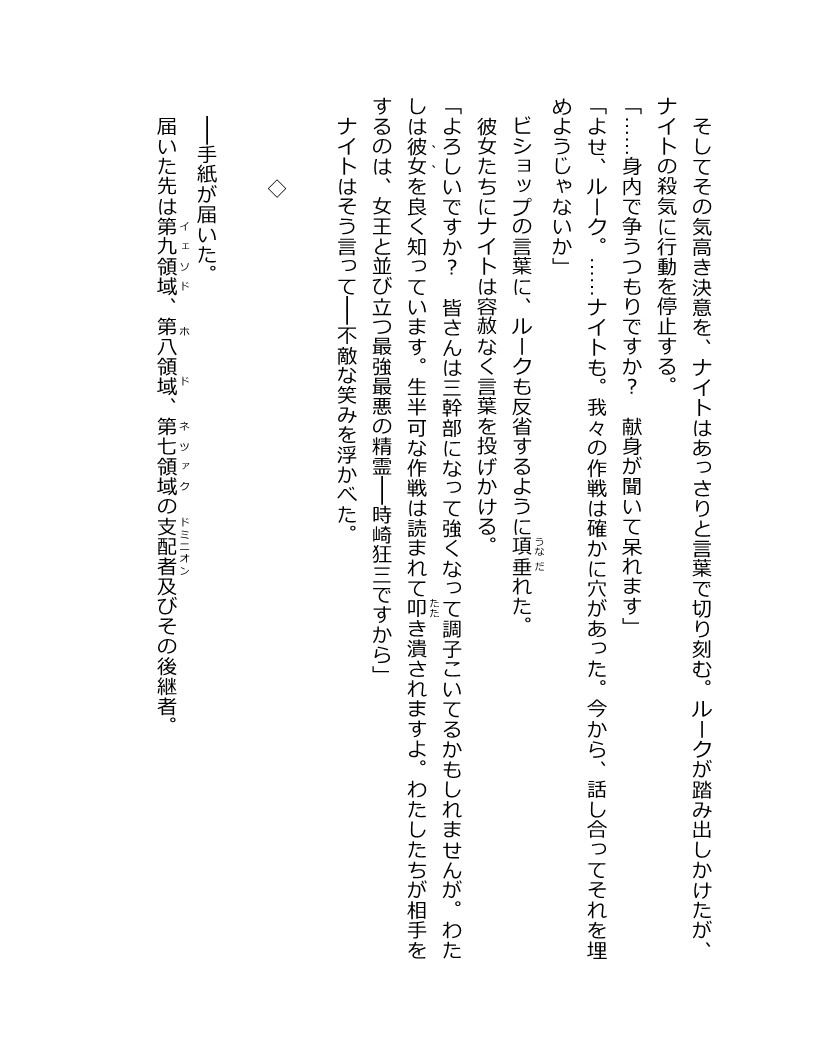 そしてその気高き決意を、ナイトはあっさりと言葉で切り刻む。ルークが踏み出しかけたが、
ナイトの殺気に行動を停止する。
「……身内で争うつもりですか？　献身が聞いて呆れます」
「よせ、ルーク。……ナイトも。我々の作戦は確かに穴があった。今から、話し合ってそれを埋
めようじゃないか」
ビショップの言葉に、ルークも反省するように項垂れた。
うなだ
彼女たちにナイトは容赦なく言葉を投げかける。
「よろしいですか？　皆さんは三幹部になって強くなって調子こいてるかもしれませんが。わた
しは彼女を良く知っています。生半可な作戦は読まれて叩き潰されますよ。わたしたちが相手を
たた
するのは、女王と並び立つ最強最悪の精霊――時崎狂三ですから」
ナイトはそう言って――不敵な笑みを浮かべた。
◇
――手紙が届いた。
届いた先は第九領域、第八領域、第七領域の支配者及びその後継者。
イェソド　ホド　ネツァク　ドミニオン